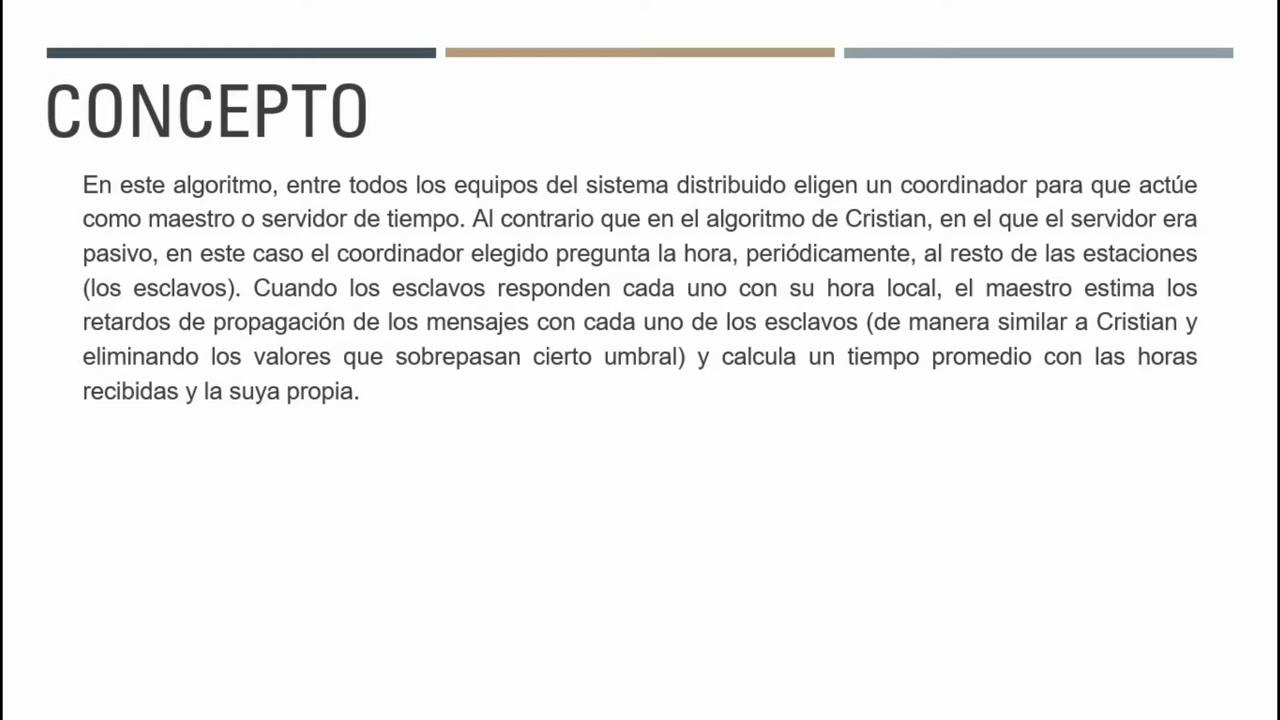 CONCEPTO
En este algoritmo, entre todos los equipos del sistema distribuido eligen un coordinador para que actúe
como maestro o servidor de tiempo. Al contrario que en el algoritmo de Cristian, en el que el servidor era
pasivo, en este caso el coordinador elegido pregunta la hora, periódicamente, al resto de las estaciones
(los esclavos). Cuando los esclavos responden cada uno con su hora local, el maestro estima los
retardos de propagación de los mensajes con cada uno de los esclavos (de manera similar a Cristian y
eliminando los valores que sobrepasan cierto umbral) y calcula un tiempo promedio con las horas
recibidas y la suya propia.